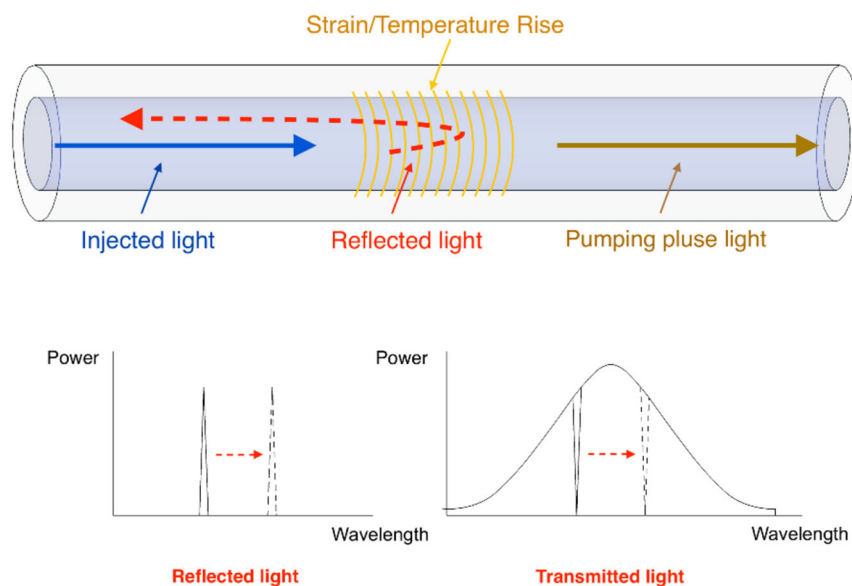 Strain/Temperature Rise
Injected light
Reflected light
Pumping pluse light
Power
Power
Wavelength
Wavelength
Reflected light
Transmitted light